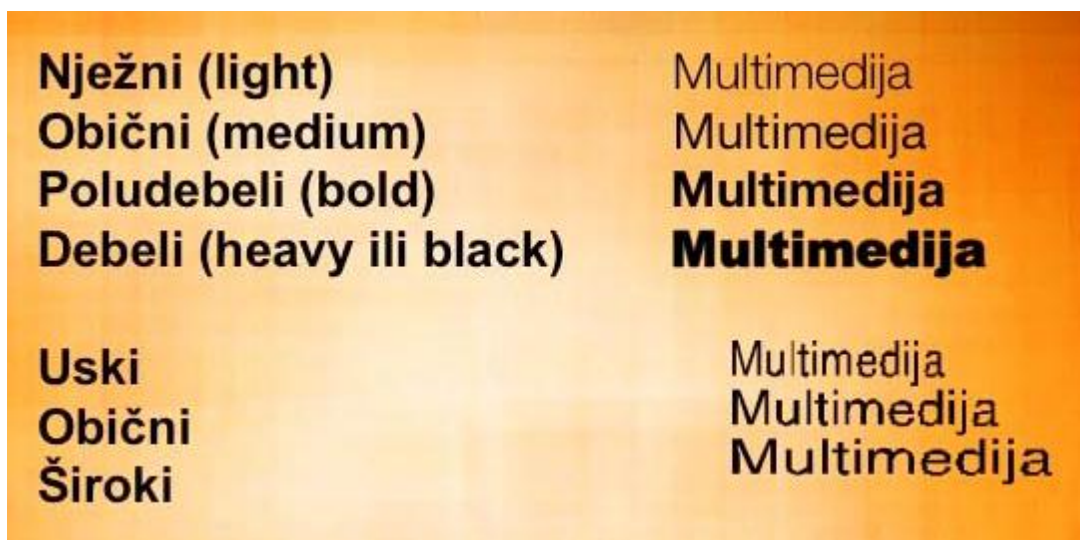 Nježni (light) Multimedija
Obični (medium) Multimedija
Poludebeli (bold) Multimedija
Debeli (heavy ili black) Multimedija
Uski Multimedija
Obični Multimedija
Široki Multimedija